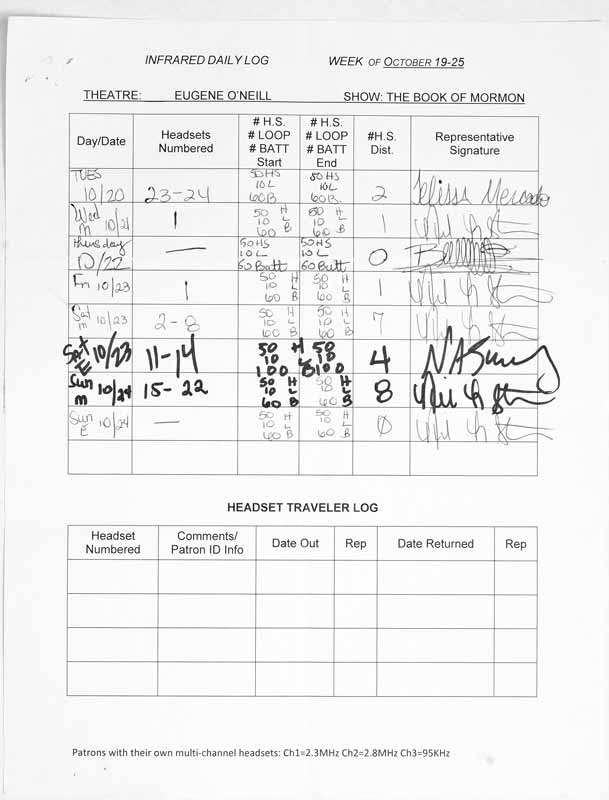 INFRARED DAILY LOG WEEK OF OCTOBER 19-25
THEATRE: EUGENE O'NEILL SHOW: THE BOOK OF MORMON
Day/Date Headsets Numbered # H.S. # LOOP # BATT Start # H.S. # LOOP # BATT End #H.S. Dist. Representative Signature
TUES 10/20 23-24 50 HS 10 L 60 B 50 HS 10 L 60 B 2 Mercado
Wed m 10/21 1 50 H 10 L 60 B 50 H 10 L 60 B 1
Thursday 10/22 — 50 HS 10 L 60 Batt 50 HS 10 L 60 Batt 0
Fri 10/23 1 50 H 10 L 60 B 50 H 10 L 60 B 1
Sat m 10/23 2-8 50 H 10 L 60 B 50 H 10 L 60 B 7
SAT E 10/23 11-14 50 H 10 L 100 B 50 10 100 4
Sun m 10/24 15-22 50 H 10 L 60 B 50 H 10 L 60 B 8
Sun E 10/24 — 50 H 10 L 60 B 50 H 10 L 60 B 0
HEADSET TRAVELER LOG
Headset Numbered Comments/ Patron ID Info Date Out Rep Date Returned Rep
Patrons with their own multi-channel headsets: Ch1=2.3MHz Ch2=2.8MHz Ch3=95KHz